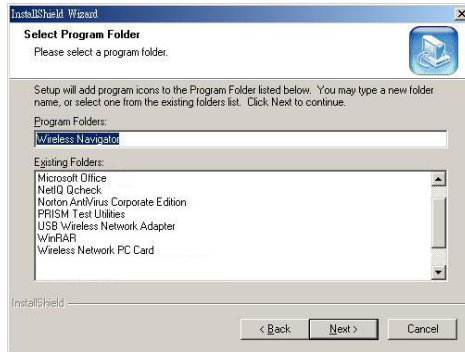 InstallShield Wizard
Select Program Folder
Please select a program folder.
Setup will add program icons to the Program Folder listed below. You may type a new folder
name, or select one from the existing folders list. Click Next to continue.
Program Folders:
Wireless Navigator
Existing Folders:
Microsoft Office
NetIQ Qcheck
Norton AntiVirus Corporate Edition
PRISM Test Utilities
USB Wireless Network Adapter
WinRAR
Wireless Network PC Card
InstallShield
< Back
Next >
Cancel